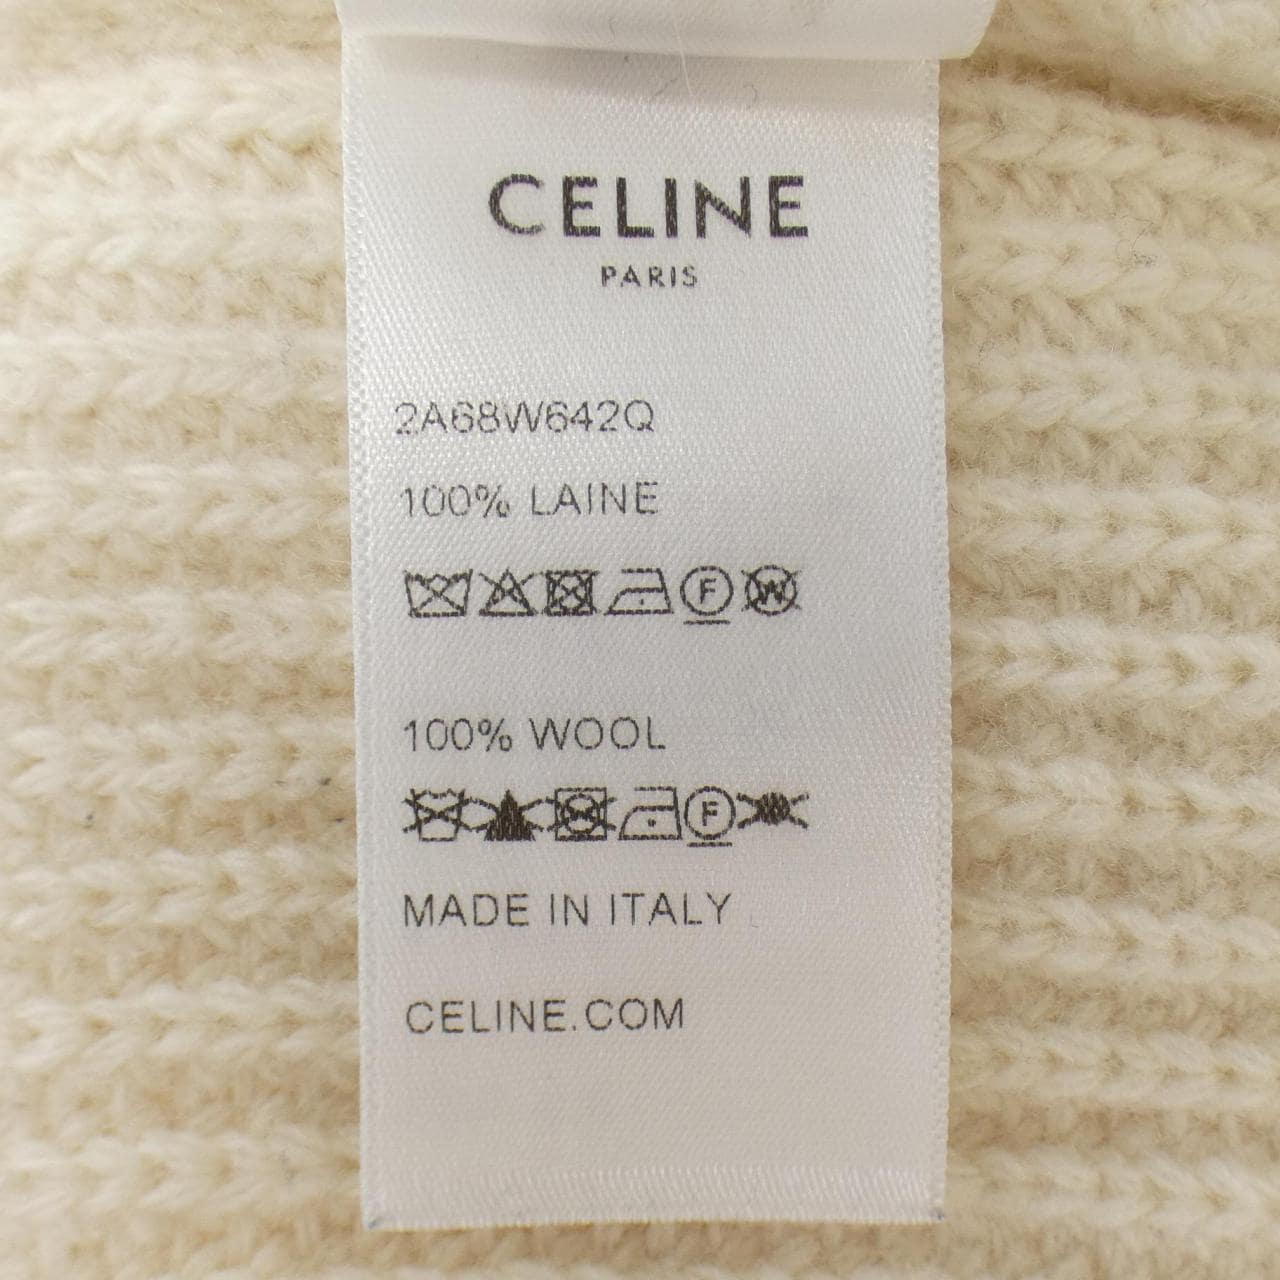 CELINE
PARIS
2A68W642Q
100% LAINE
F W
100% WOOL
F
MADE IN ITALY
CELINE.COM